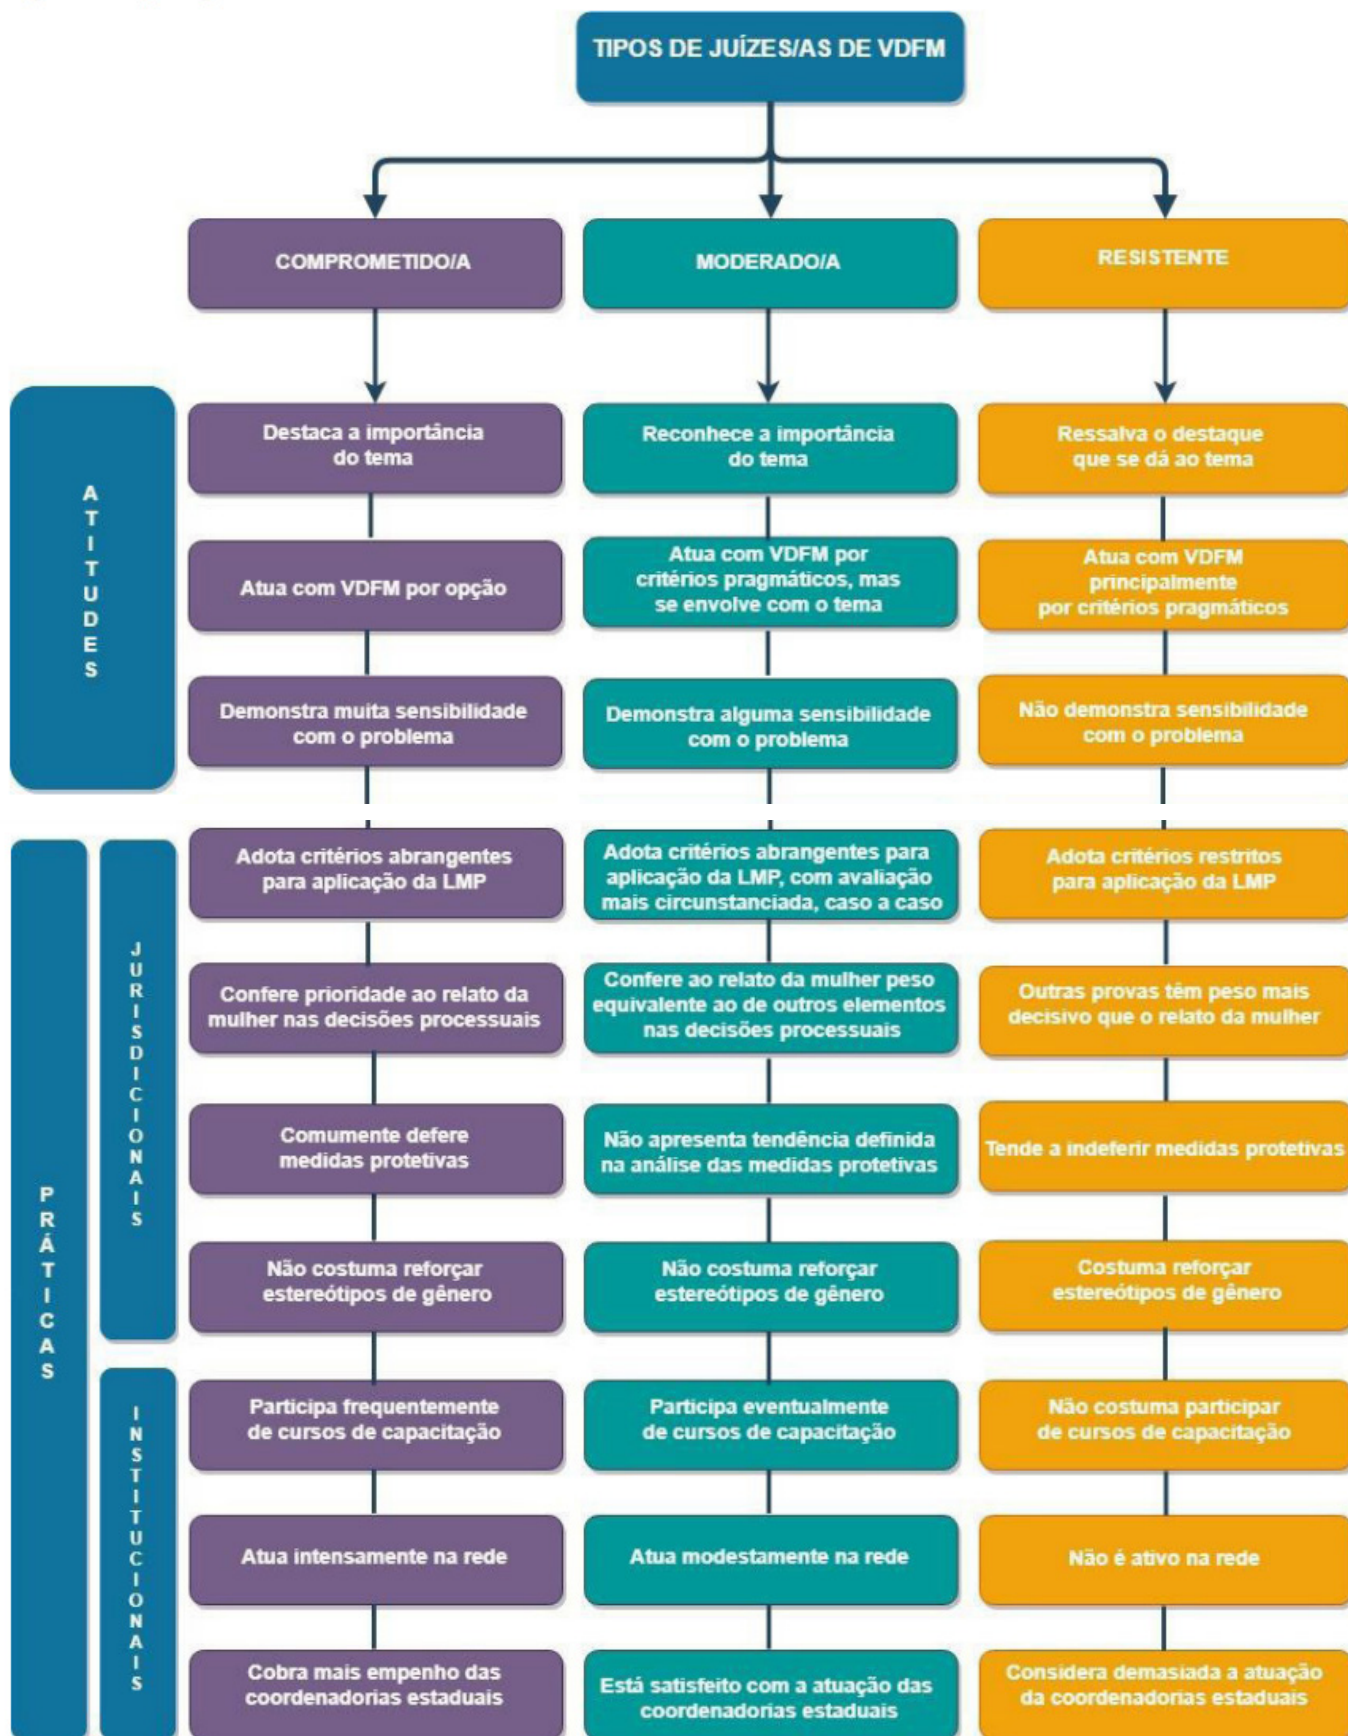 TIPOS DE JUÍZES/AS DE VDFM
COMPROMETIDO/A
MODERADO/A
RESISTENTE
ATITUDES
Destaca a importância
do tema
Reconhece a importância
do tema
Ressalva o destaque
que se dá ao tema
Atua com VDFM por opção
Atua com VDFM por
critérios pragmáticos, mas
se envolve com o tema
Atua com VDFM
principalmente
por critérios pragmáticos
Demonstra muita sensibilidade
com o problema
Demonstra alguma sensibilidade
com o problema
Não demonstra sensibilidade
com o problema
PRÁTICAS
JURISDICIONAIS
Adota critérios abrangentes
para aplicação da LMP
Adota critérios abrangentes para
aplicação da LMP, com avaliação
mais circunstanciada, caso a caso
Adota critérios restritos
para aplicação da LMP
Confere prioridade ao relato da
mulher nas decisões processuais
Confere ao relato da mulher peso
equivalente ao de outros elementos
nas decisões processuais
Outras provas têm peso mais
decisivo que o relato da mulher
Comumente defere
medidas protetivas
Não apresenta tendência definida
na análise das medidas protetivas
Tende a indeferir medidas protetivas
Não costuma reforçar
estereótipos de gênero
Não costuma reforçar
estereótipos de gênero
Costuma reforçar
estereótipos de gênero
INSTITUCIONAIS
Participa frequentemente
de cursos de capacitação
Participa eventualmente
de cursos de capacitação
Não costuma participar
de cursos de capacitação
Atua intensamente na rede
Atua modestamente na rede
Não é ativo na rede
Cobra mais empenho das
coordenadorias estaduais
Está satisfeito com a atuação das
coordenadorias estaduais
Considera demasiada a atuação
da coordenadorias estaduais